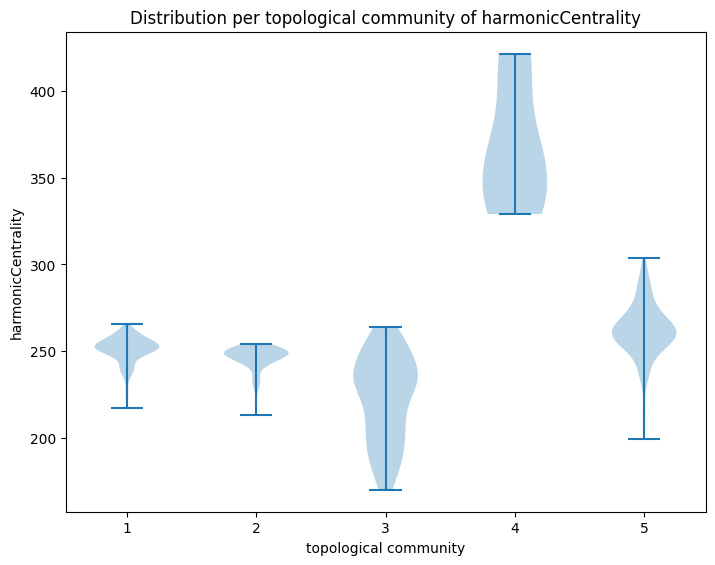 Distribution per topological community of harmonicCentrality
harmonicCentrality
400
350
300
250
200
1 2 3 4 5
topological community